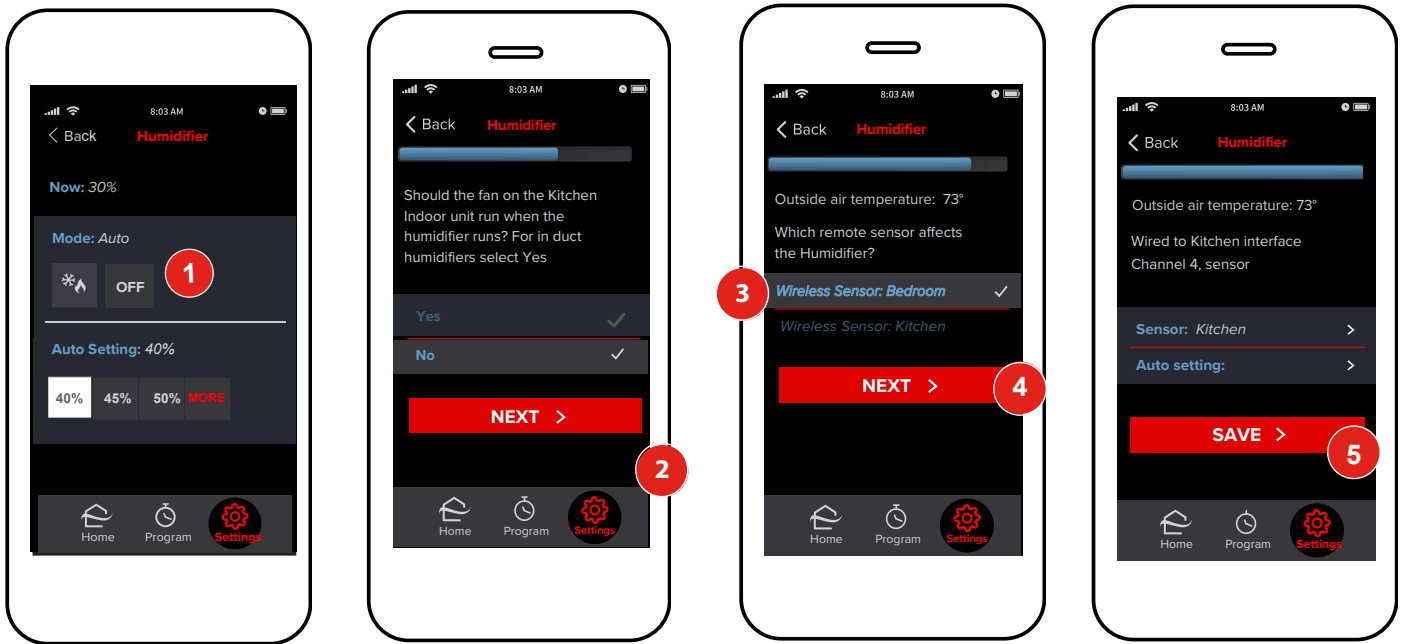 8:03 AM
Back Humidifier
Now: 30%
Mode: Auto
OFF
1
Auto Setting: 40%
40% 45% 50% MORE
Home Program Settings
8:03 AM
Back Humidifier
Should the fan on the Kitchen
Indoor unit run when the
humidifier runs? For in duct
humidifiers select Yes
Yes
No
NEXT >
2
Home Program Settings
8:03 AM
Back Humidifier
Outside air temperature: 73°
Which remote sensor affects
the Humidifier?
3
Wireless Sensor: Bedroom
Wireless Sensor: Kitchen
NEXT >
4
Home Program Settings
8:03 AM
Back Humidifier
Outside air temperature: 73°
Wired to Kitchen interface
Channel 4, sensor
Sensor: Kitchen >
Auto setting: >
SAVE >
5
Home Program Settings